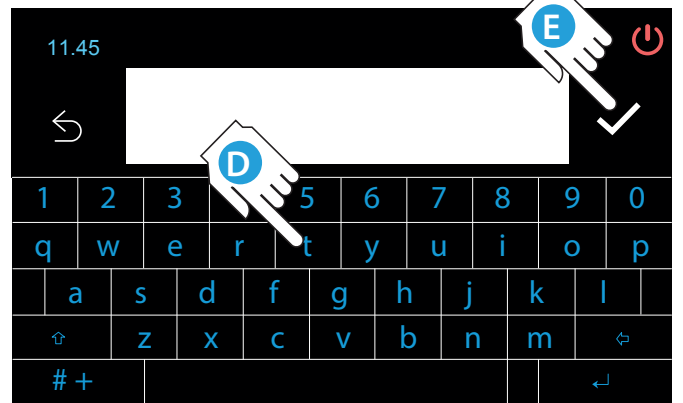 E
11.45
D
1 2 3 5 6 7 8 9 0
q w e r t y u i o p
a s d f g h j k l
z x c v b n m
# +